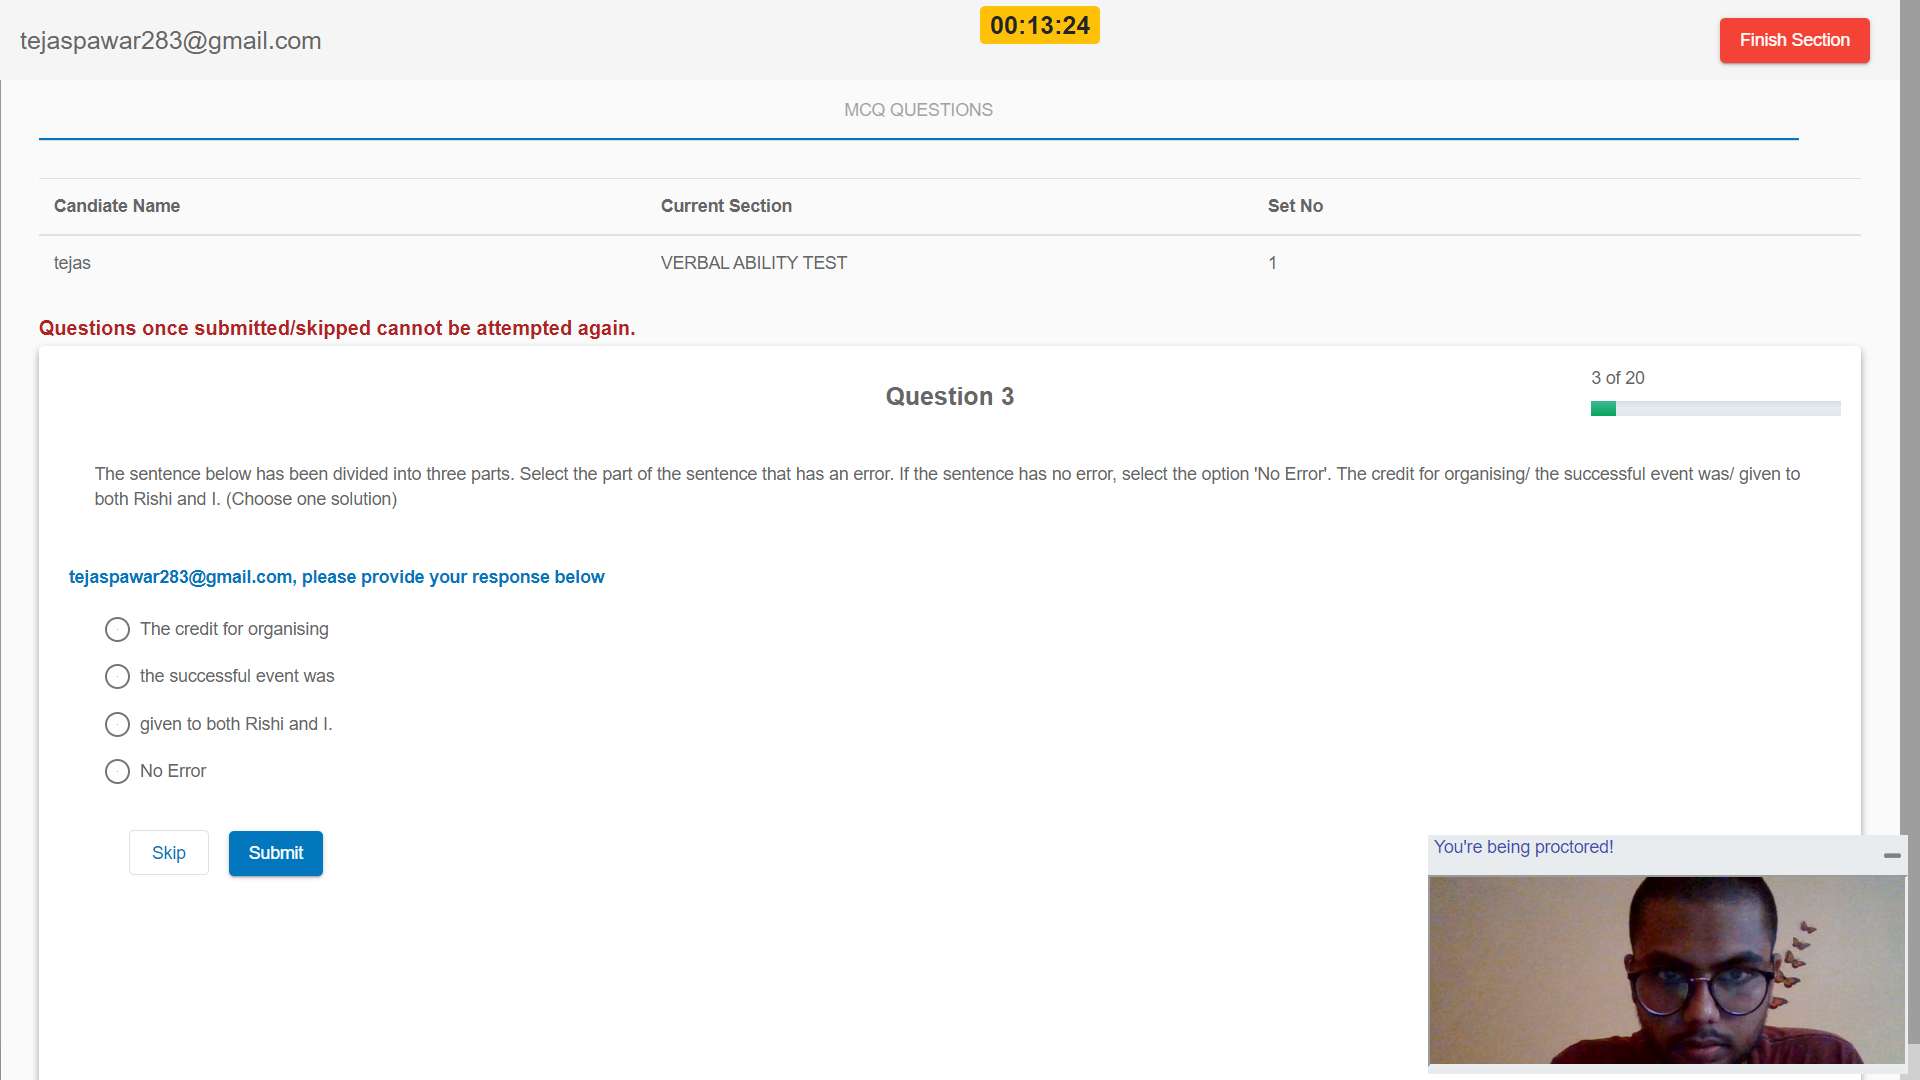 tejaspawar283@gmail.com
00:13:24
Finish Section
MCQ QUESTIONS
Candiate Name Current Section Set No
tejas VERBAL ABILITY TEST 1
Questions once submitted/skipped cannot be attempted again.
3 of 20
Question 3
The sentence below has been divided into three parts. Select the part of the sentence that has an error. If the sentence has no error, select the option 'No Error'. The credit for organising/ the successful event was/ given to
both Rishi and I. (Choose one solution)
tejaspawar283@gmail.com, please provide your response below
The credit for organising
the successful event was
given to both Rishi and I.
No Error
Skip Submit
You're being proctored!